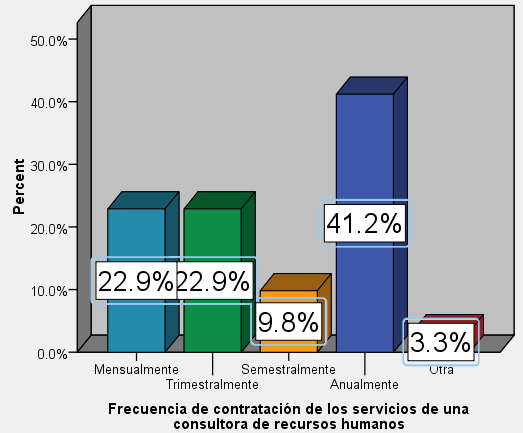 50.0%
40.0%
30.0%
20.0%
10.0%
0.0%
Percent
22.9%
22.9%
9.8%
41.2%
3.3%
Mensualmente
Trimestralmente
Semestralmente
Anualmente
Otra
Frecuencia de contratación de los servicios de una
consultora de recursos humanos